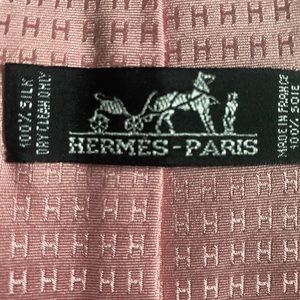 100% SILK
DRY CLEAN ONLY
HERMES-PARIS
MADE IN FRANCE
100% SOIE